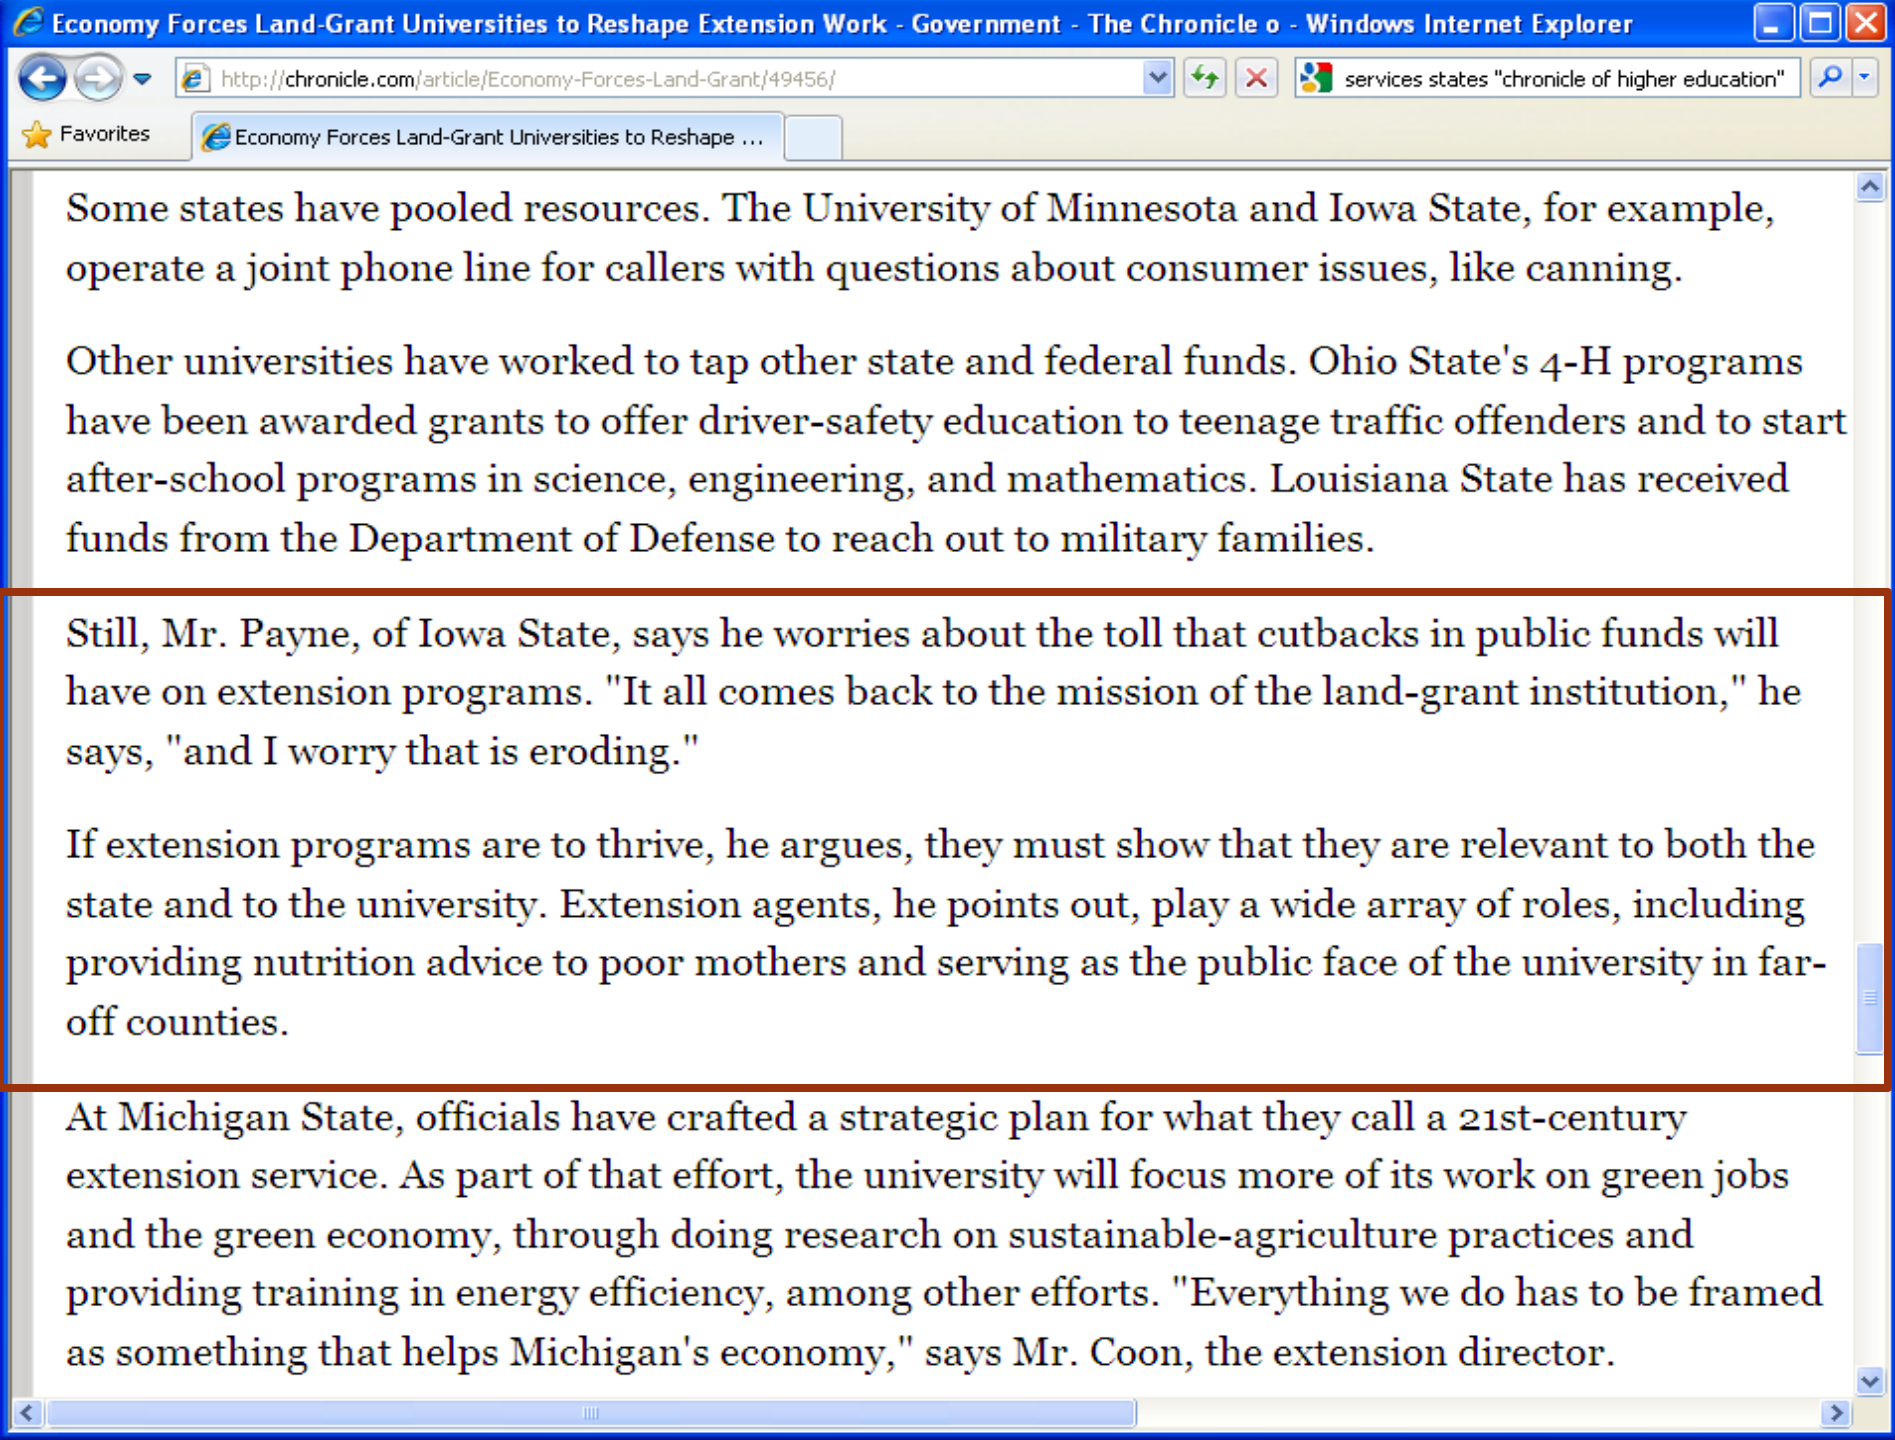 Economy Forces Land-Grant Universities to Reshape Extension Work - Government - The Chronicle o - Windows Internet Explorer
http://chronicle.com/article/Economy-Forces-Land-Grant/49456/
services states "chronicle of higher education"
Favorites
Economy Forces Land-Grant Universities to Reshape ...
Some states have pooled resources. The University of Minnesota and Iowa State, for example,
operate a joint phone line for callers with questions about consumer issues, like canning.
Other universities have worked to tap other state and federal funds. Ohio State's 4-H programs
have been awarded grants to offer driver-safety education to teenage traffic offenders and to start
after-school programs in science, engineering, and mathematics. Louisiana State has received
funds from the Department of Defense to reach out to military families.
Still, Mr. Payne, of Iowa State, says he worries about the toll that cutbacks in public funds will
have on extension programs. "It all comes back to the mission of the land-grant institution," he
says, "and I worry that is eroding."
If extension programs are to thrive, he argues, they must show that they are relevant to both the
state and to the university. Extension agents, he points out, play a wide array of roles, including
providing nutrition advice to poor mothers and serving as the public face of the university in far-
off counties.
At Michigan State, officials have crafted a strategic plan for what they call a 21st-century
extension service. As part of that effort, the university will focus more of its work on green jobs
and the green economy, through doing research on sustainable-agriculture practices and
providing training in energy efficiency, among other efforts. "Everything we do has to be framed
as something that helps Michigan's economy," says Mr. Coon, the extension director.